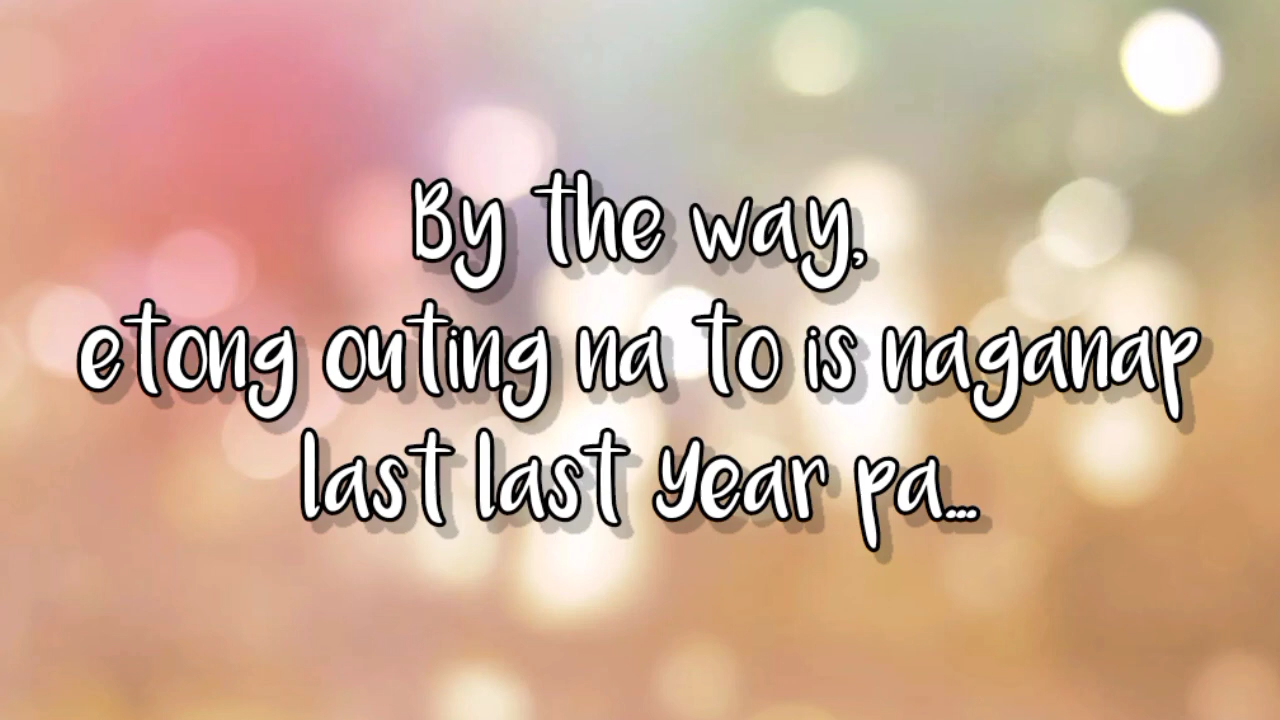 By the way,
etong outing na to is naganap
last last year pa...